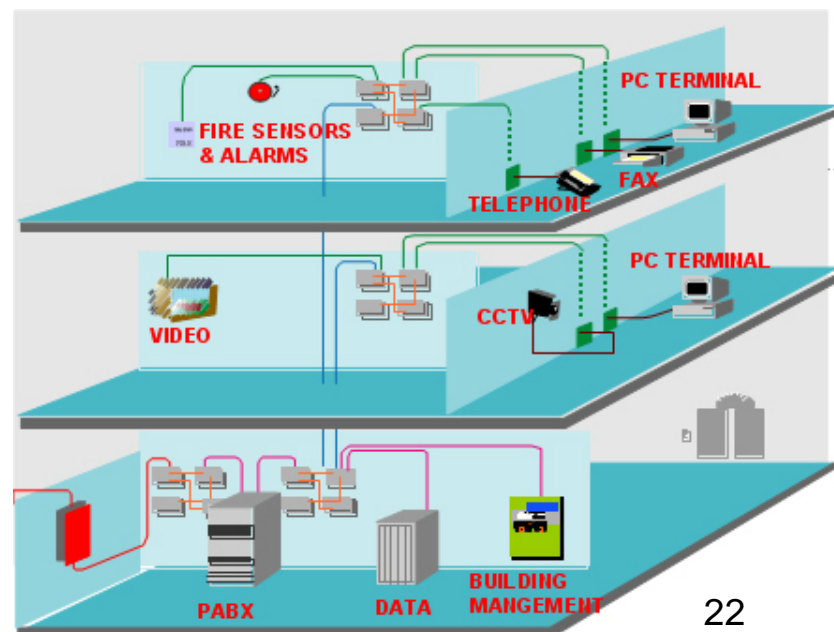 PC TERMINAL
FIRE SENSORS
& ALARMS
FAX
TELEPHONE
PC TERMINAL
CCTV
VIDEO
BUILDING
MANGEMENT
PABX
DATA
22